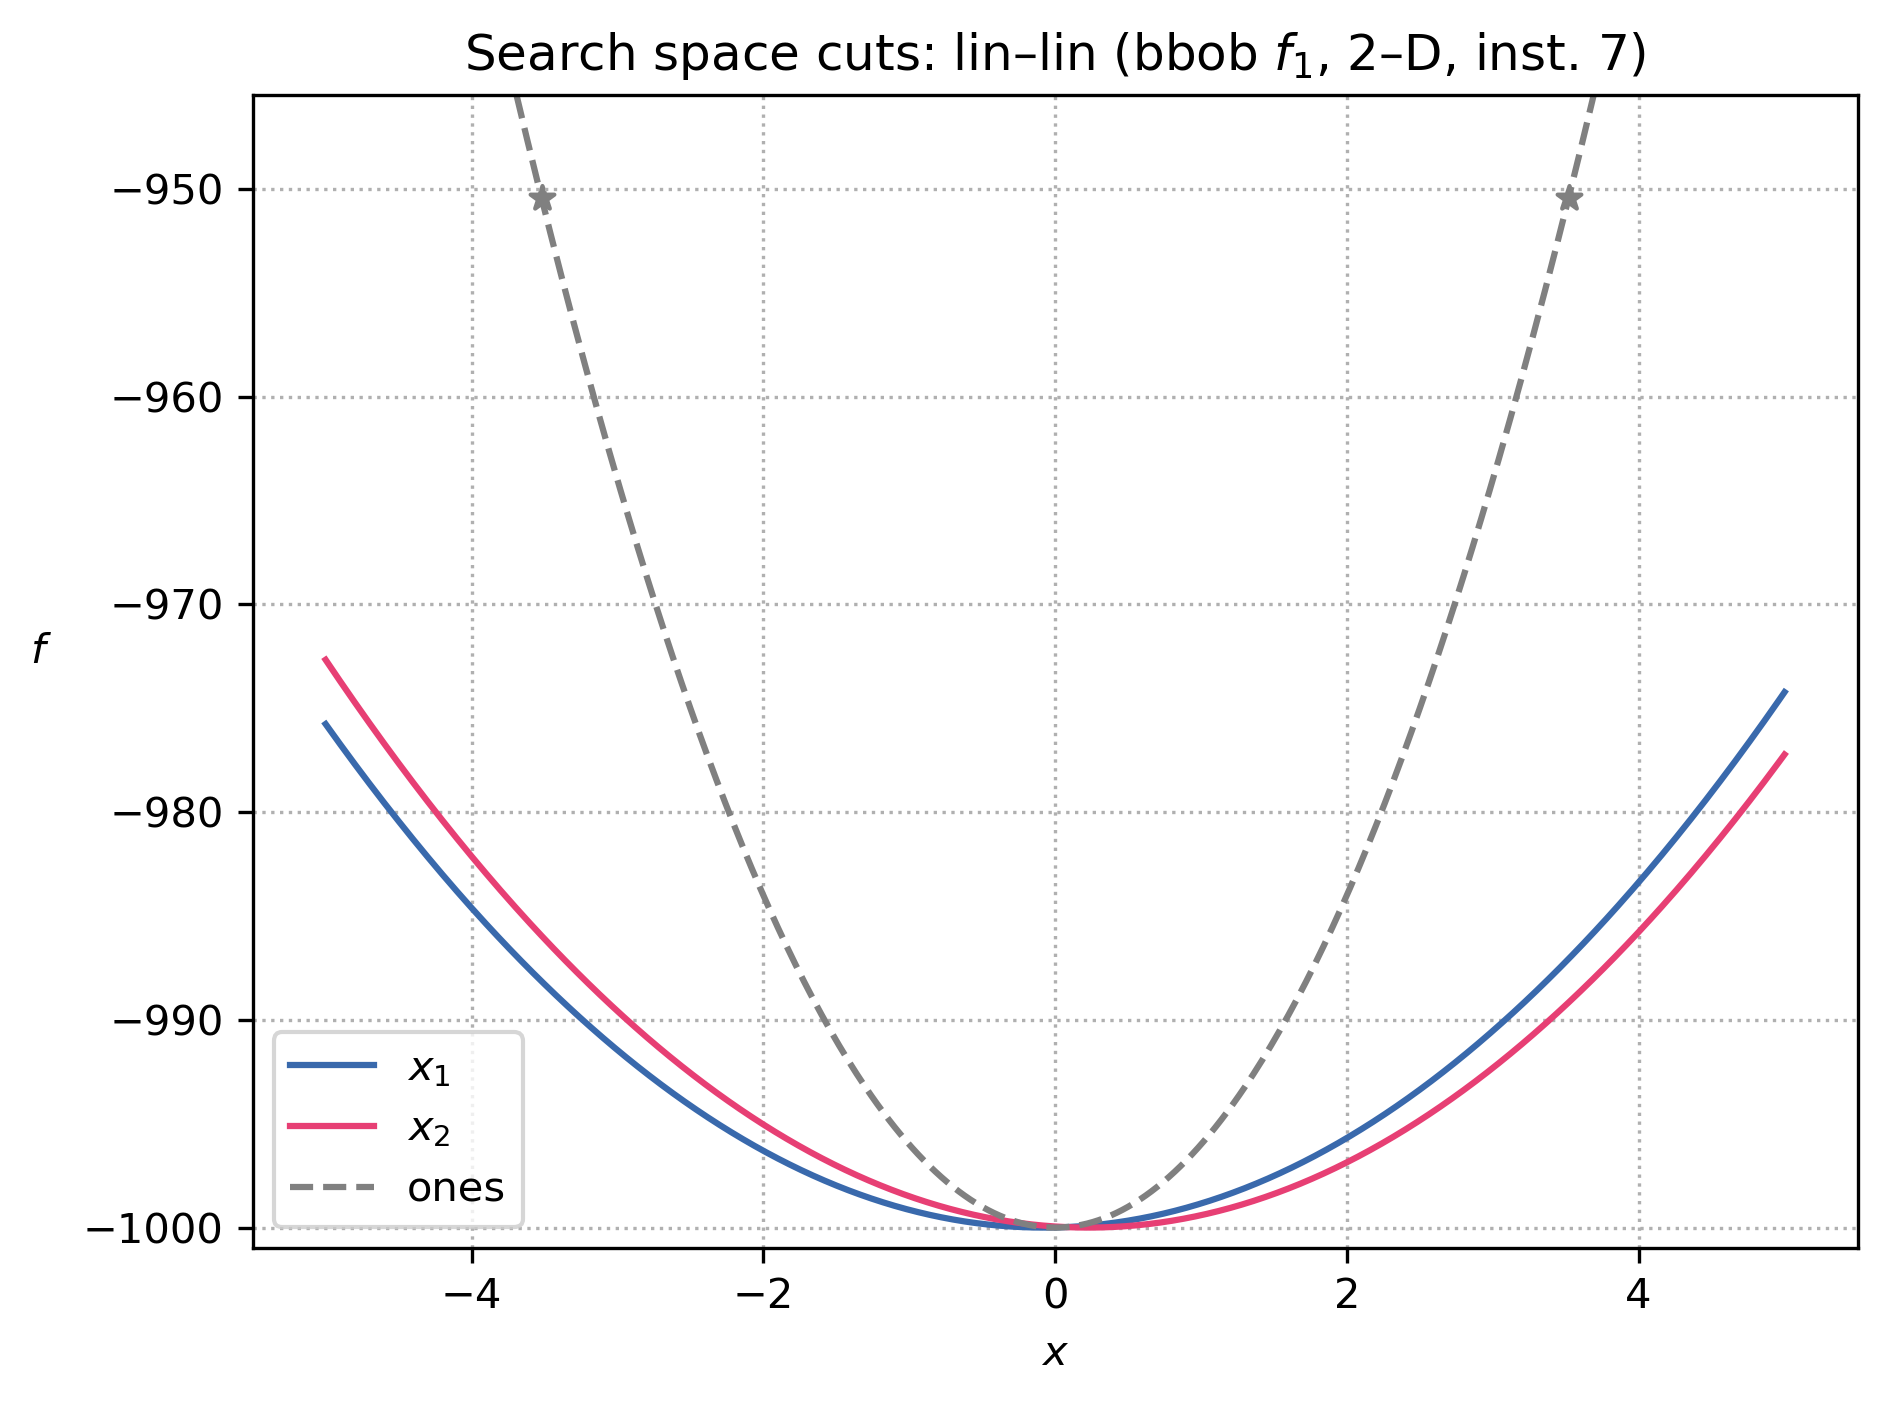 Search space cuts: lin–lin (bbob f₁, 2–D, inst. 7)
−950
−960
−970
f
−980
−990
−1000
x₁
x₂
ones
−4 −2 0 2 4
x